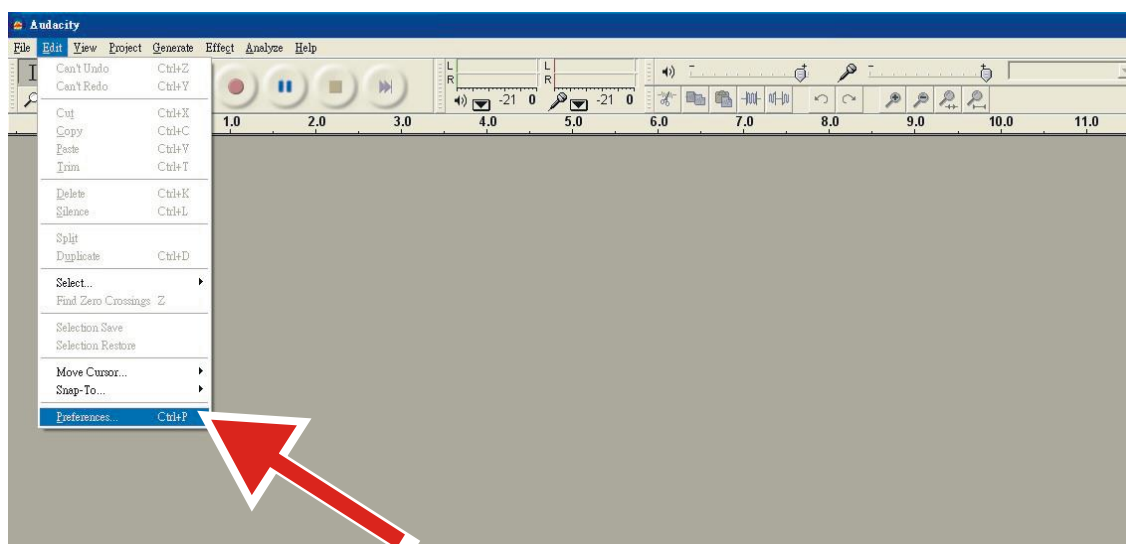 Audacity
File Edit View Project Generate Effect Analyze Help
Can't Undo Ctrl+Z
Can't Redo Ctrl+Y
Cut Ctrl+X
Copy Ctrl+C
Paste Ctrl+V
Trim Ctrl+T
Delete Ctrl+K
Silence Ctrl+L
Split
Duplicate Ctrl+D
Select...
Find Zero Crossings Z
Selection Save
Selection Restore
Move Cursor...
Snap-To...
Preferences... Ctrl+P
L L
R R
-21 0 -21 0
1.0 2.0 3.0 4.0 5.0 6.0 7.0 8.0 9.0 10.0 11.0